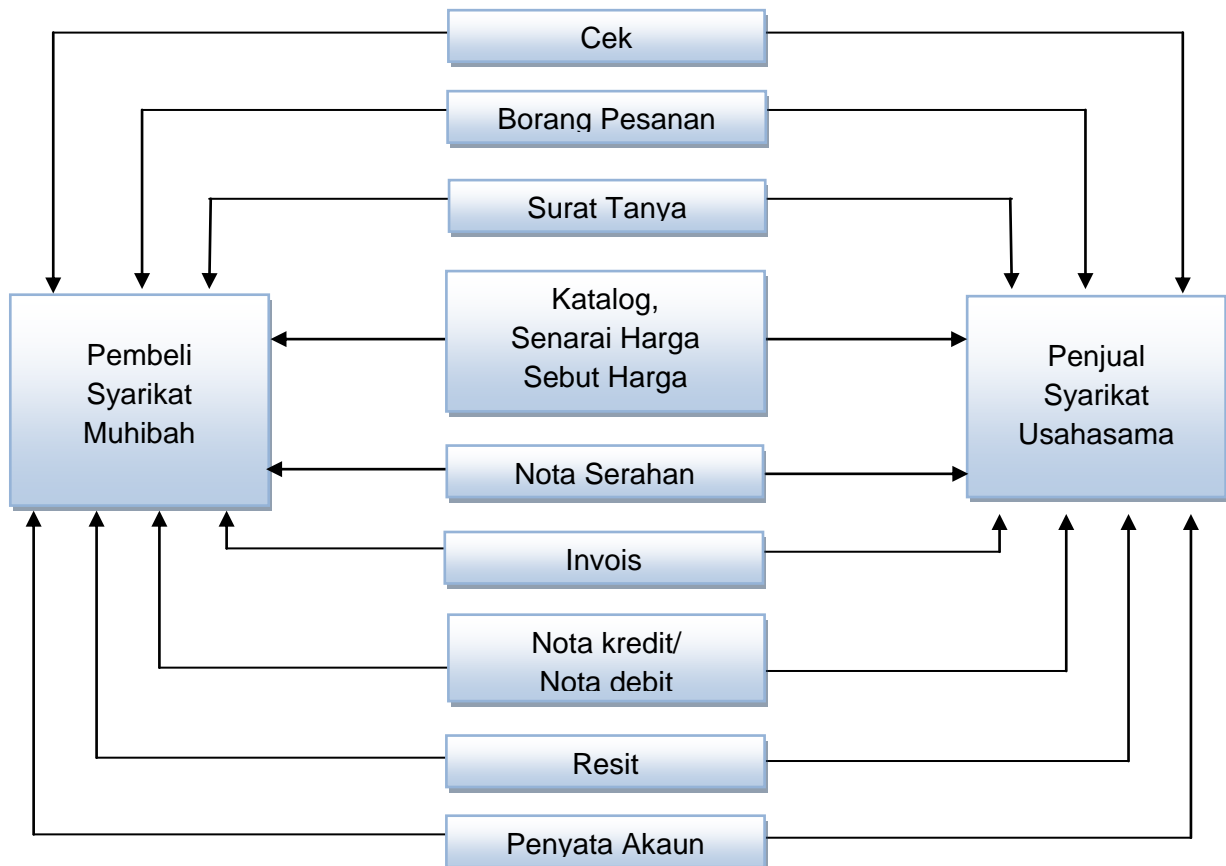 Cek
Borang Pesanan
Surat Tanya
Katalog,
Senarai Harga
Sebut Harga
Pembeli
Syarikat
Muhibah
Penjual
Syarikat
Usahasama
Nota Serahan
Invois
Nota kredit/
Nota debit
Resit
Penyata Akaun